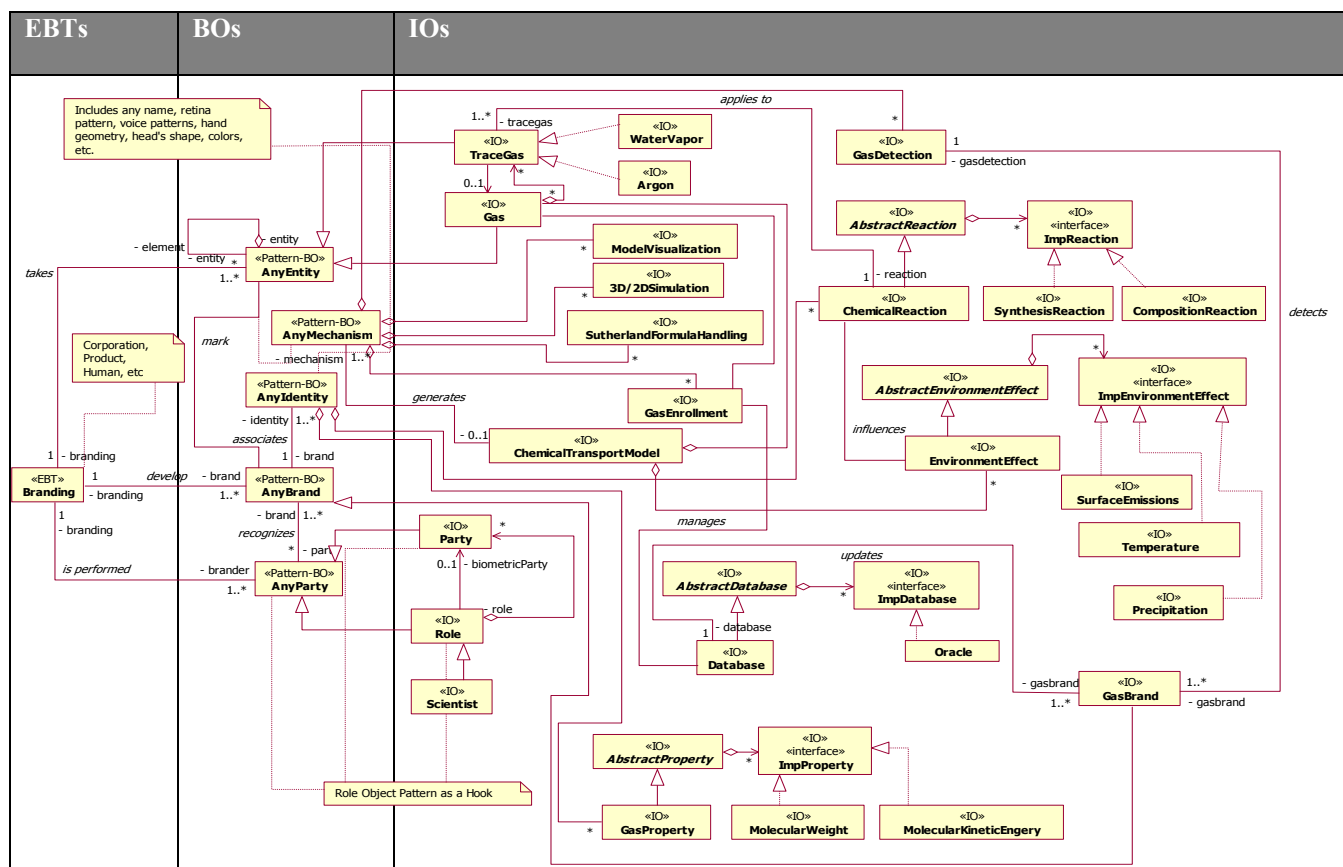 EBTs
BOs
IOs
Includes any name, retina
pattern, voice patterns, hand
geometry, head's shape, colors,
etc.
applies to
1..*
- tracegas
«IO»
TraceGas
«IO»
WaterVapor
«IO»
Argon
*
«IO»
GasDetection
1
- gasdetection
0..1
*
*
«IO»
Gas
«IO»
AbstractReaction
*
«IO»
«interface»
ImpReaction
- element
- entity
- entity
*
1..*
«Pattern-BO»
AnyEntity
takes
«IO»
ModelVisualization
*
«IO»
3D/2DSimulation
*
1
- reaction
«IO»
ChemicalReaction
*
«IO»
SynthesisReaction
«IO»
CompositionReaction
detects
«Pattern-BO»
AnyMechanism
- mechanism
1..*
«IO»
SutherlandFormulaHandling
*
Corporation,
Product,
Human, etc
mark
«Pattern-BO»
AnyIdentity
- identity
1..*
generates
*
«IO»
GasEnrollment
«IO»
AbstractEnvironmentEffect
*
«IO»
«interface»
ImpEnvironmentEffect
associates
- 0..1
«IO»
ChemicalTransportModel
influences
«IO»
EnvironmentEffect
*
1
- branding
1
- brand
«EBT»
Branding
1
- branding
develop
- brand
1..*
«Pattern-BO»
AnyBrand
«IO»
SurfaceEmissions
1
- branding
- brand
1..*
recognizes
*
- part
«IO»
Party
*
0..1
- biometricParty
manages
«IO»
Temperature
is performed
- brander
1..*
«Pattern-BO»
AnyParty
updates
«IO»
AbstractDatabase
*
«IO»
«interface»
ImpDatabase
«IO»
Precipitation
- role
«IO»
Role
1
- database
«IO»
Database
Oracle
«IO»
Scientist
- gasbrand
1..*
«IO»
GasBrand
1..*
- gasbrand
«IO»
AbstractProperty
*
«IO»
«interface»
ImpProperty
Role Object Pattern as a Hook
*
«IO»
GasProperty
«IO»
MolecularWeight
«IO»
MolecularKineticEngery